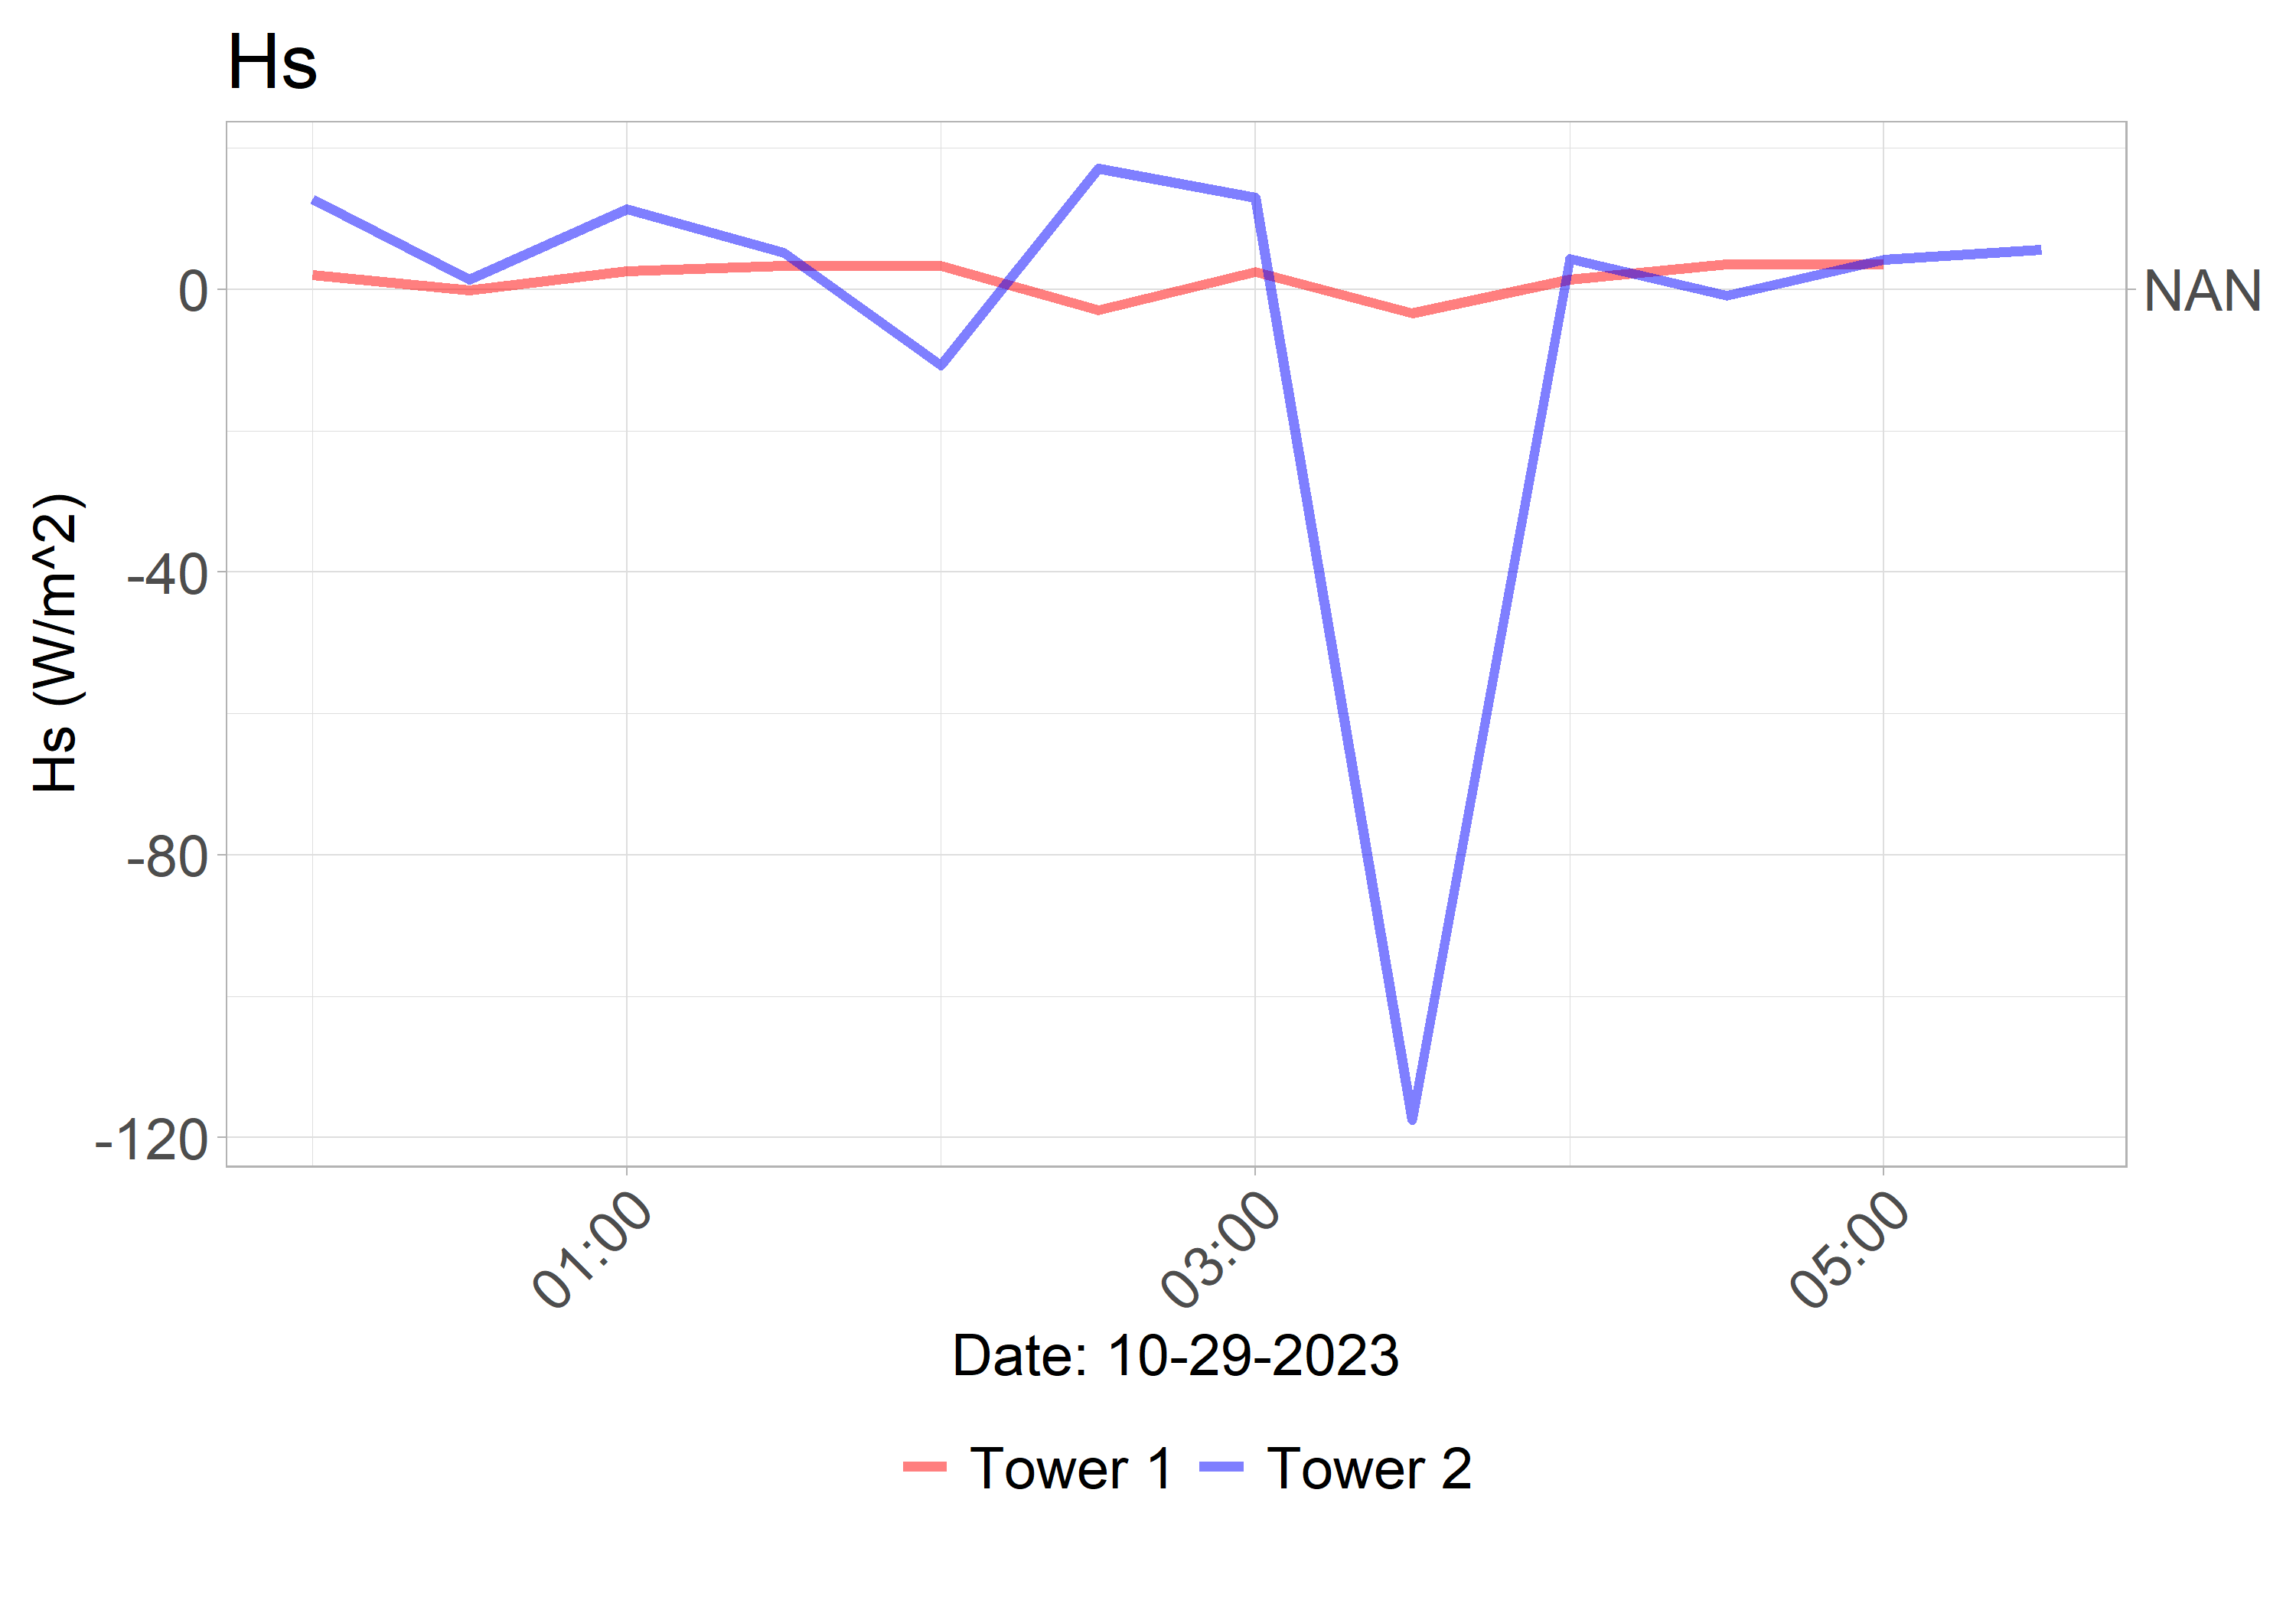 Hs
Hs (W/m^2)
0
-40
-80
-120
NAN
01:00
03:00
05:00
Date: 10-29-2023
Tower 1
Tower 2